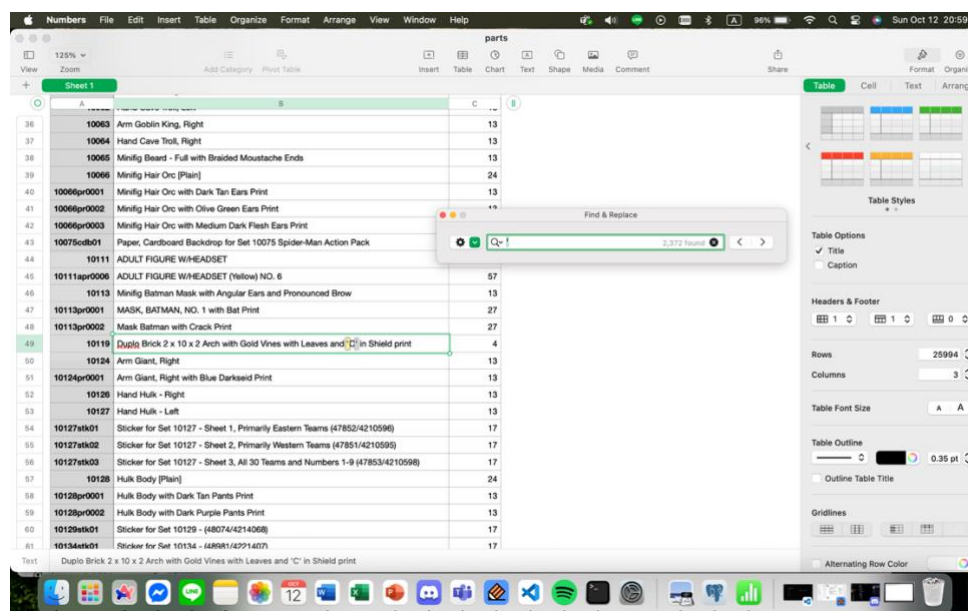 Numbers File Edit Insert Table Organize Format Arrange View Window Help 96% Sun Oct 12 20:59
parts
125%
View Zoom Add Category Pivot Table Insert Table Chart Text Shape Media Comment Share Format Organi
+ Sheet 1 Table Cell Text Arrang
A B C
36 10063 Arm Goblin King, Right 13
37 10064 Hand Cave Troll, Right 13
38 10065 Minifig Beard - Full with Braided Moustache Ends 13
39 10066 Minifig Hair Orc [Plain] 24
40 10066pr0001 Minifig Hair Orc with Dark Tan Ears Print 13
41 10066pr0002 Minifig Hair Orc with Olive Green Ears Print
42 10066pr0003 Minifig Hair Orc with Medium Dark Flesh Ears Print
43 10075cdb01 Paper, Cardboard Backdrop for Set 10075 Spider-Man Action Pack
44 10111 ADULT FIGURE W/HEADSET
45 10111apr0006 ADULT FIGURE W/HEADSET (Yellow) NO. 6 57
46 10113 Minifig Batman Mask with Angular Ears and Pronounced Brow 13
47 10113pr0001 MASK, BATMAN, NO. 1 with Bat Print 27
48 10113pr0002 Mask Batman with Crack Print 27
49 10119 Duplo Brick 2 x 10 x 2 Arch with Gold Vines with Leaves and 'C' in Shield print 4
50 10124 Arm Giant, Right 13
51 10124pr0001 Arm Giant, Right with Blue Darkseid Print 13
52 10126 Hand Hulk - Right 13
53 10127 Hand Hulk - Left 13
54 10127stk01 Sticker for Set 10127 - Sheet 1, Primarily Eastern Teams (47852/4210596) 17
55 10127stk02 Sticker for Set 10127 - Sheet 2, Primarily Western Teams (47851/4210595) 17
56 10127stk03 Sticker for Set 10127 - Sheet 3, All 30 Teams and Numbers 1-9 (47853/4210598) 17
57 10128 Hulk Body [Plain] 24
58 10128pr0001 Hulk Body with Dark Tan Pants Print 13
59 10128pr0002 Hulk Body with Dark Purple Pants Print 13
60 10129stk01 Sticker for Set 10129 - (48074/4214068) 17
61 10134stk01 Sticker for Set 10134 - (48981/4221407) 17
Text Duplo Brick 2 x 10 x 2 Arch with Gold Vines with Leaves and 'C' in Shield print
Find & Replace
' 2,372 found
Table Styles
Table Options
Title
Caption
Headers & Footer
1 1 0
Rows 25994
Columns 3
Table Font Size A A
Table Outline
0.35 pt
Outline Table Title
Gridlines
Alternating Row Color
OCT
12